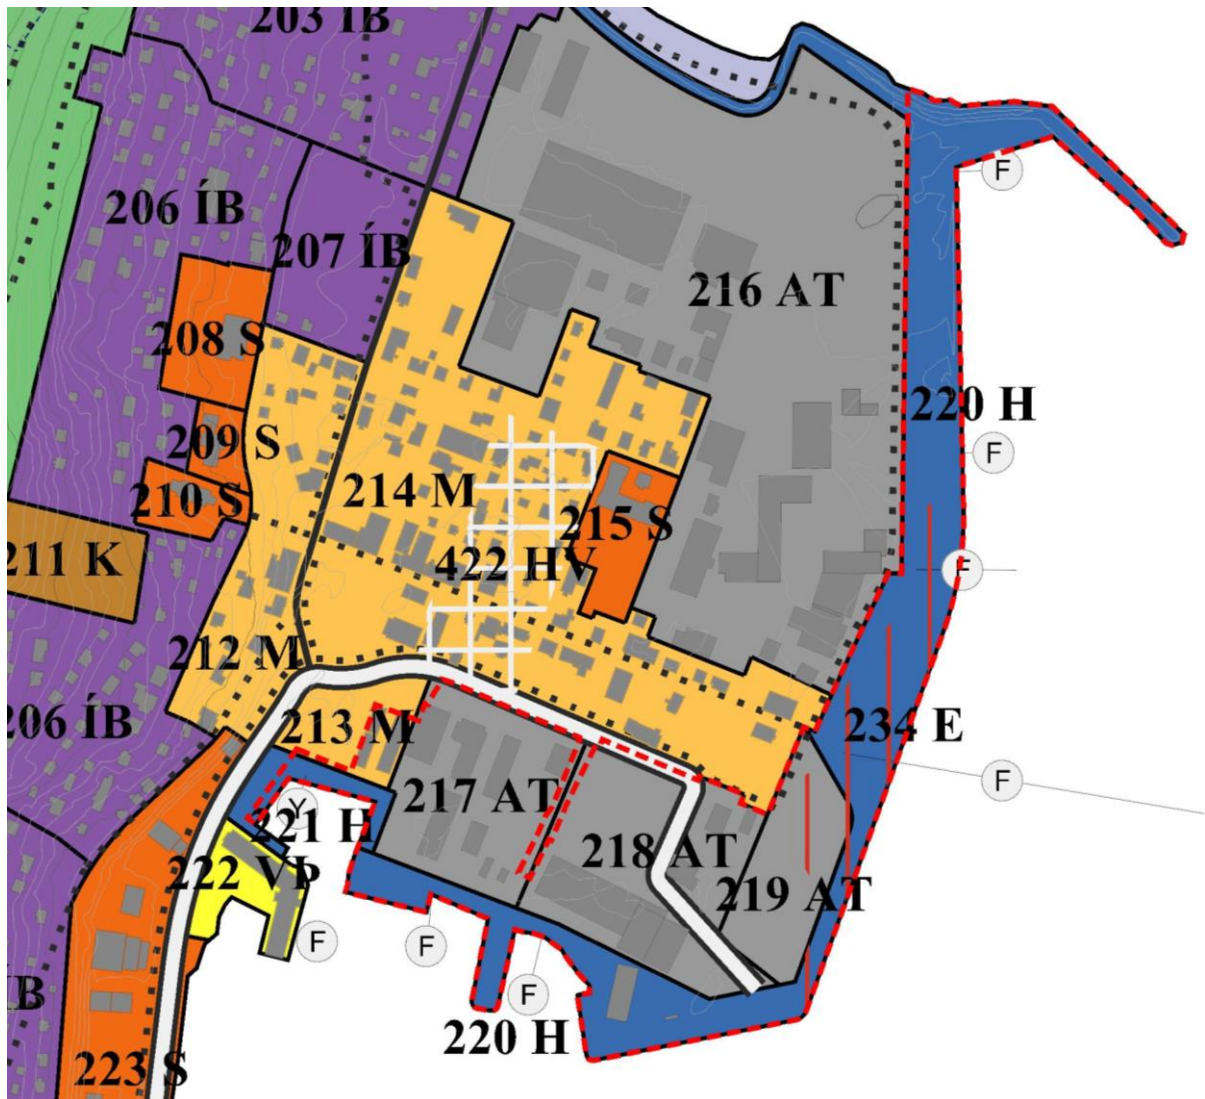 203 ÍB
F
206 ÍB
207 ÍB
216 AT
208 S
220 H
209 S
F
214 M
210 S
215 S
211 K
422 HV
F
212 M
206 ÍB
213 M
234 E
F
217 AT
Y
221 H
218 AT
222 VÞ
219 AT
F
F
ÍB
F
220 H
223 S